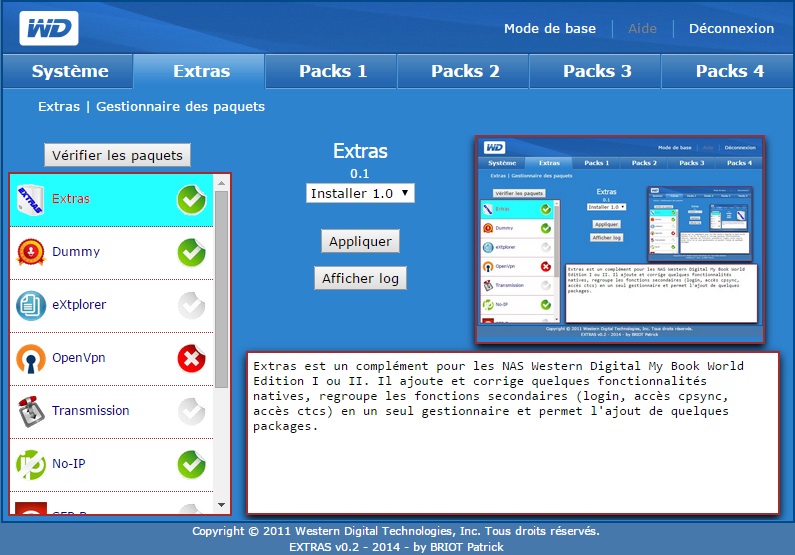 WD
Mode de base
Aide
Déconnexion
Système
Extras
Packs 1
Packs 2
Packs 3
Packs 4
Extras | Gestionnaire des paquets
Vérifier les paquets
EXTRAS
Extras
Dummy
eXtplorer
OpenVpn
Transmission
No-IP
Extras
0.1
Installer 1.0
Appliquer
Afficher log
WD
Mode de base
Aide
Déconnexion
Système
Extras
Packs 1
Packs 2
Packs 3
Packs 4
Extras | Gestionnaire des paquets
Vérifier les paquets
Extras
Dummy
eXtplorer
OpenVpn
Transmission
No-IP
Extras
0.1
Installer 1.0
Appliquer
Afficher log
Extras est un complément pour les NAS Western Digital My Book World
Edition I ou II. Il ajoute et corrige quelques fonctionnalités
natives, regroupe les fonctions secondaires (login, accès cpsync,
accès ctcs) en un seul gestionnaire et permet l'ajout de quelques
packages.
Copyright © 2011 Western Digital Technologies, Inc. Tous droits réservés.
EXTRAS v0.2 - 2014 - by BRIOT Patrick
Extras est un complément pour les NAS Western Digital My Book World
Edition I ou II. Il ajoute et corrige quelques fonctionnalités
natives, regroupe les fonctions secondaires (login, accès cpsync,
accès ctcs) en un seul gestionnaire et permet l'ajout de quelques
packages.
Copyright © 2011 Western Digital Technologies, Inc. Tous droits réservés.
EXTRAS v0.2 - 2014 - by BRIOT Patrick